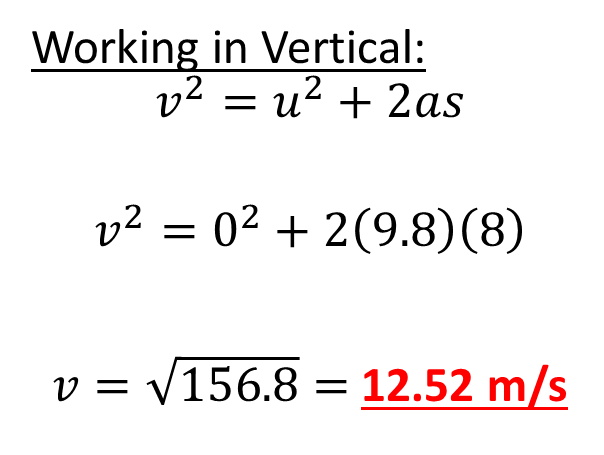 Working in Vertical:
v² = u² + 2as
v² = 0² + 2(9.8)(8)
v = √156.8 = 12.52 m/s